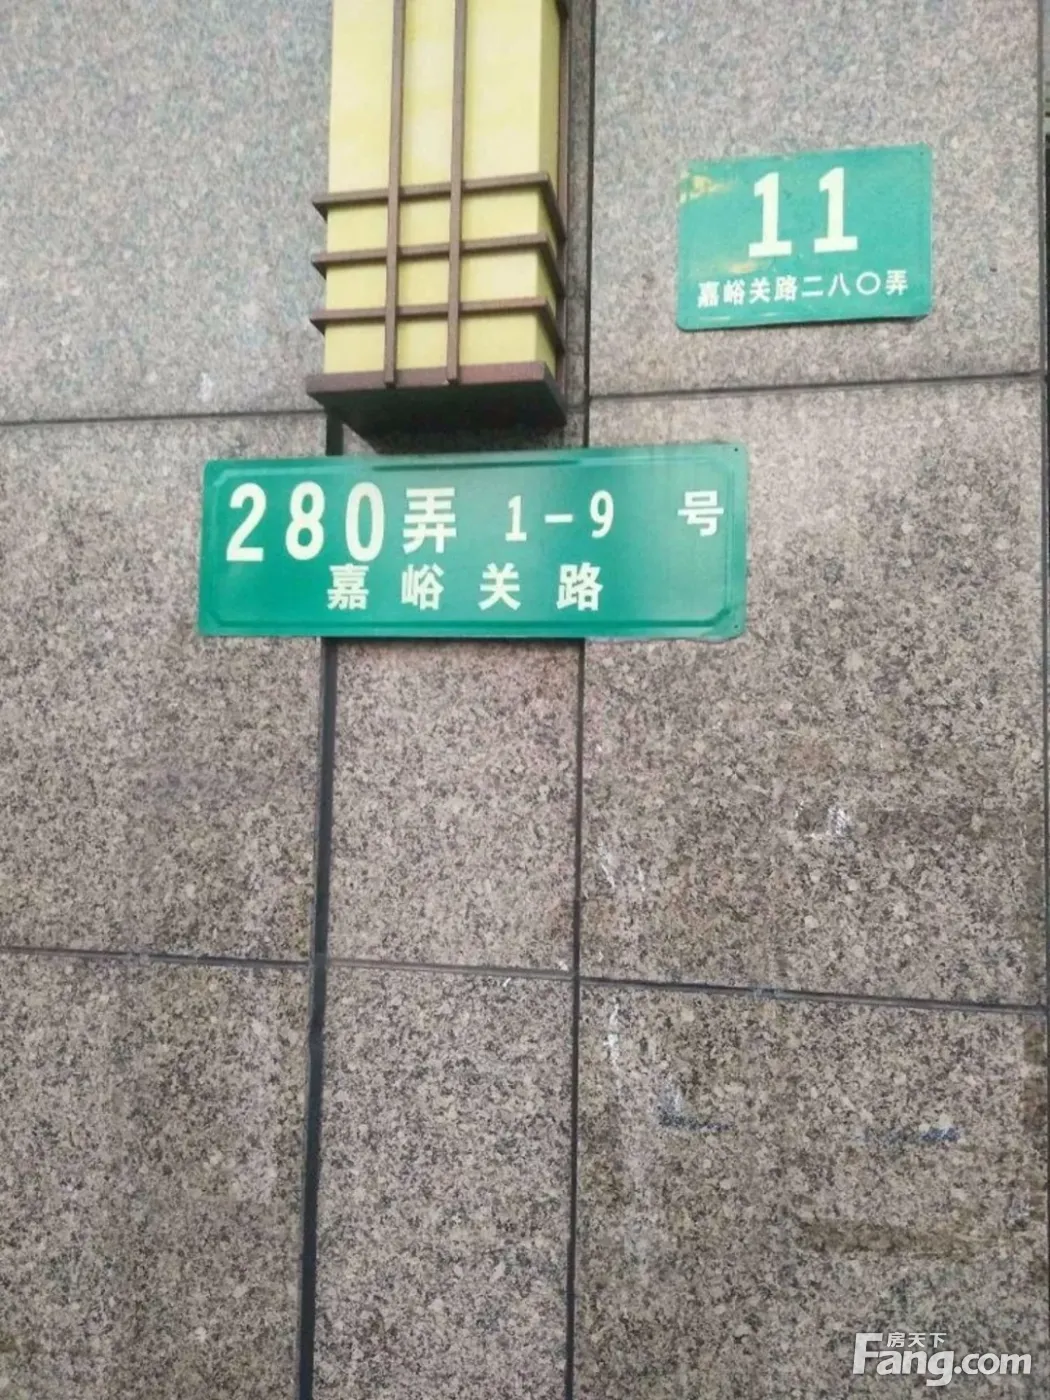 11
嘉峪关路二八〇弄
280弄 1-9 号
嘉峪关路
房天下
Fang.com